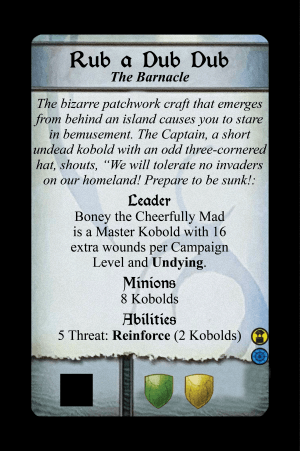 Rub a Dub Dub
The Barnacle
The bizarre patchwork craft that emerges
from behind an island causes you to stare
in bemusement. The Captain, a short
undead kobold with an odd three-cornered
hat, shouts, “We will tolerate no invaders
on our homeland! Prepare to be sunk!:
Leader
Boney the Cheerfully Mad
is a Master Kobold with 16
extra wounds per Campaign
Level and Undying.
Minions
8 Kobolds
Abilities
5 Threat: Reinforce (2 Kobolds)